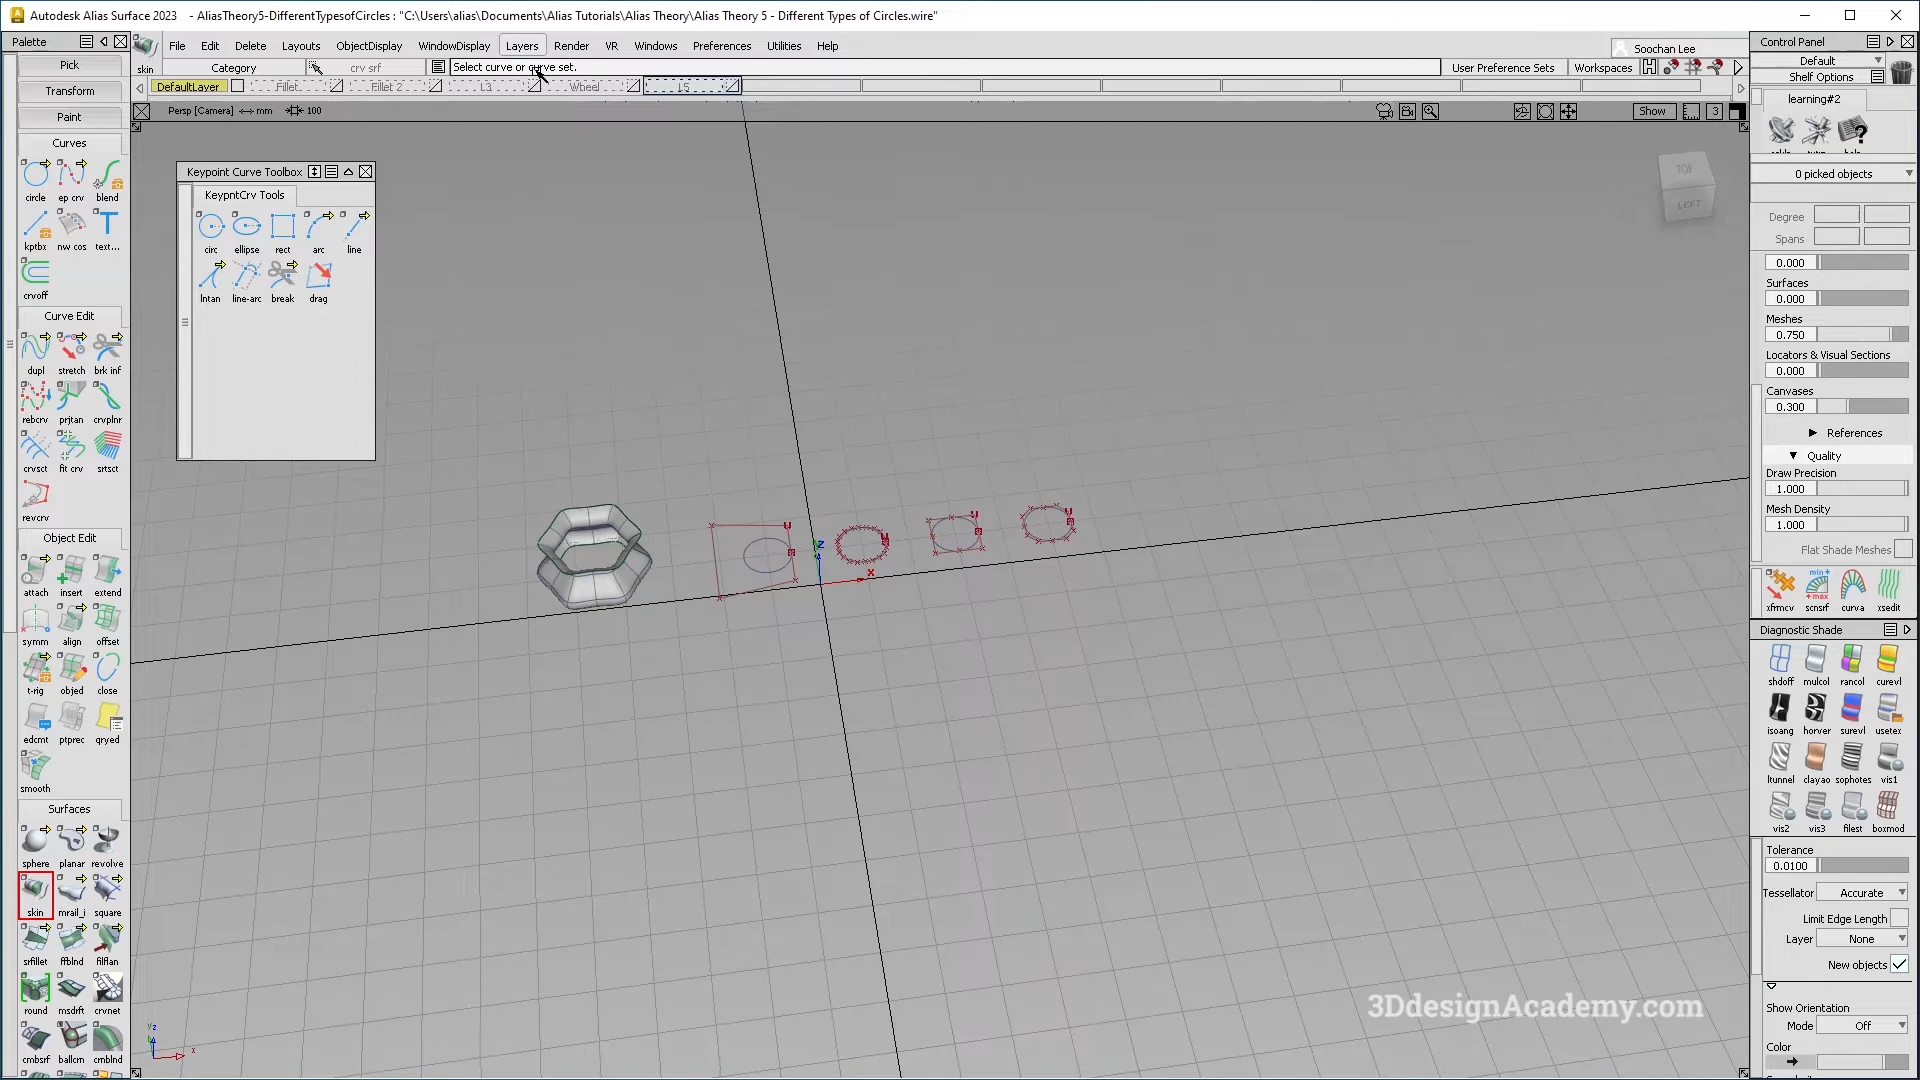 Autodesk Alias Surface 2023 - AliasTheory5-DifferentTypesofCircles : "C:\Users\alias\Documents\Alias Tutorials\Alias Theory\Alias Theory 5 - Different Types of Circles.wire"
Palette
File Edit Delete Layouts ObjectDisplay WindowDisplay Layers Render VR Windows Preferences Utilities Help
Soochan Lee
skin Category crv srf Select curve or curve set. User Preference Sets Workspaces
DefaultLayer Fillet Fillet 2 L3 Wheel L5
Persp [Camera] mm 100 Show 3
Pick
Transform
Paint
Curves
circle ep crv blend
kptbx nw cos text...
crvoff
Curve Edit
dupl stretch brk inf
rebcrv prjtan crvplnr
crvsct fit crv srtsct
revcrv
Object Edit
attach insert extend
symm align offset
t-rig objed close
edcmt ptprec qryed
smooth
Surfaces
sphere planar revolve
skin mrail_i square
srfillet ffblnd filflan
round msdrft crvnet
cmbsrf ballcrn cmblnd
Keypoint Curve Toolbox
KeypntCrv Tools
circ ellipse rect arc line
lntan line-arc break drag
TOP
LEFT
Z
X
Control Panel
Default
Shelf Options
learning#2
0 picked objects
Degree
Spans
0.000
Surfaces
0.000
Meshes
0.750
Locators & Visual Sections
0.000
Canvases
0.300
References
Quality
Draw Precision
1.000
Mesh Density
1.000
Flat Shade Meshes
xfrmcv scnsrf curva xsedit
Diagnostic Shade
shdoff mulcol rancol curevl
isoang horver surevl usetex
ltunnel clayao sophotes vis1
vis2 vis3 filest boxmod
Tolerance
0.0100
Tessellator Accurate
Limit Edge Length
Layer None
New objects
Show Orientation
Mode Off
Color
3DdesignAcademy.com